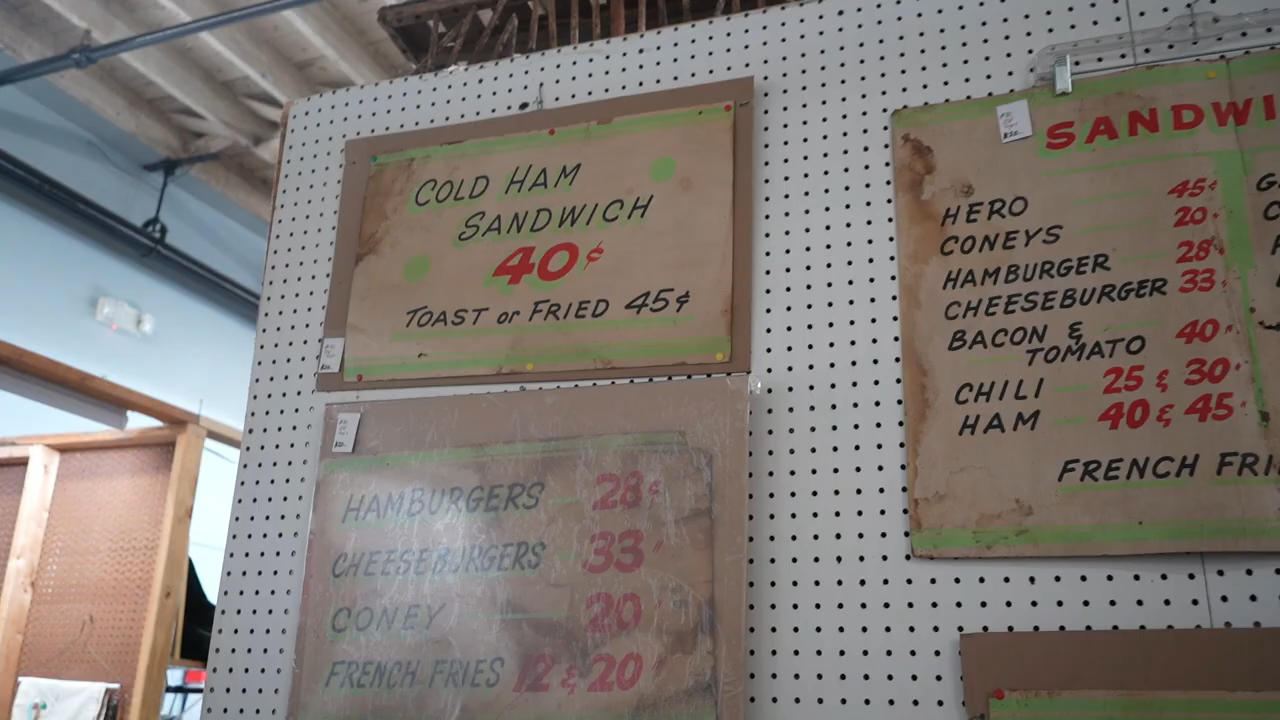 COLD HAM
SANDWICH
40¢
TOAST or FRIED 45¢
HAMBURGERS 28¢
CHEESEBURGERS 33
CONEY 20
FRENCH FRIES 12 & 20
SANDWI
HERO 45¢
CONEYS 20
HAMBURGER 28
CHEESEBURGER 33
BACON &
TOMATO 40
CHILI 25 & 30
HAM 40 & 45
FRENCH FRI